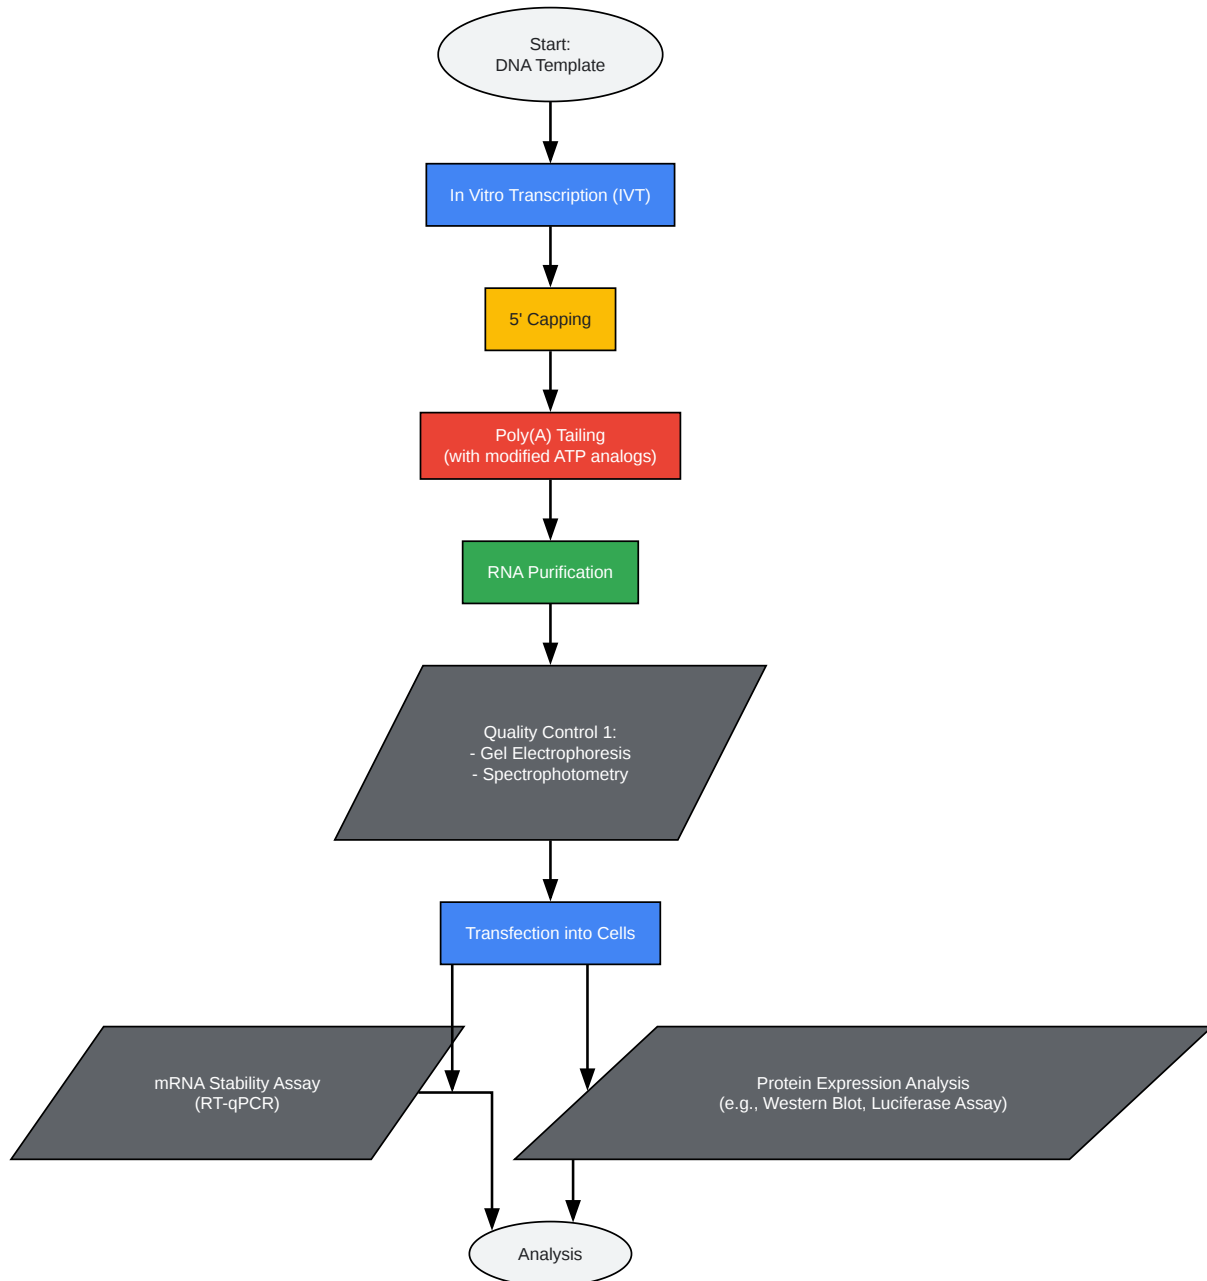 Start:
DNA Template
In Vitro Transcription (IVT)
5' Capping
Poly(A) Tailing
(with modified ATP analogs)
RNA Purification
Quality Control 1:
- Gel Electrophoresis
- Spectrophotometry
Transfection into Cells
mRNA Stability Assay
(RT-qPCR)
Protein Expression Analysis
(e.g., Western Blot, Luciferase Assay)
Analysis